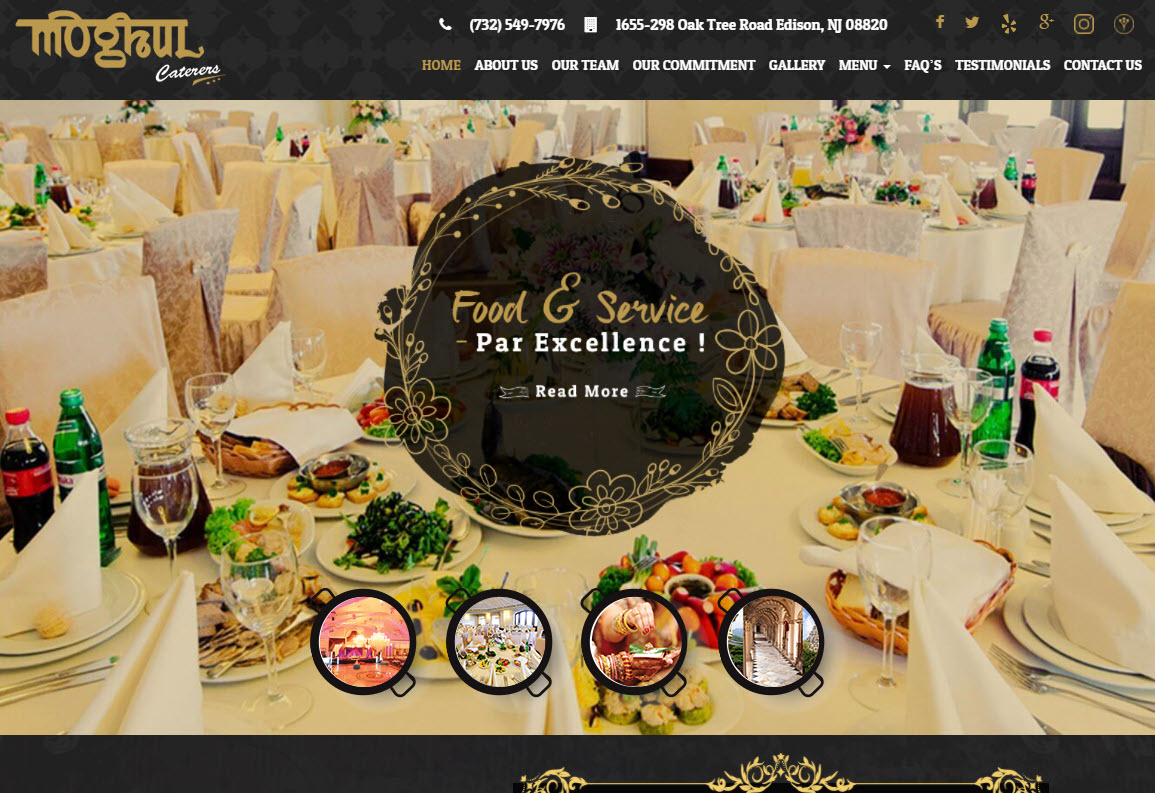 MOGHUL
Caterers
(732) 549-7976 1655-298 Oak Tree Road Edison, NJ 08820
HOME ABOUT US OUR TEAM OUR COMMITMENT GALLERY MENU FAQ'S TESTIMONIALS CONTACT US
Food & Service
- Par Excellence !
Read More